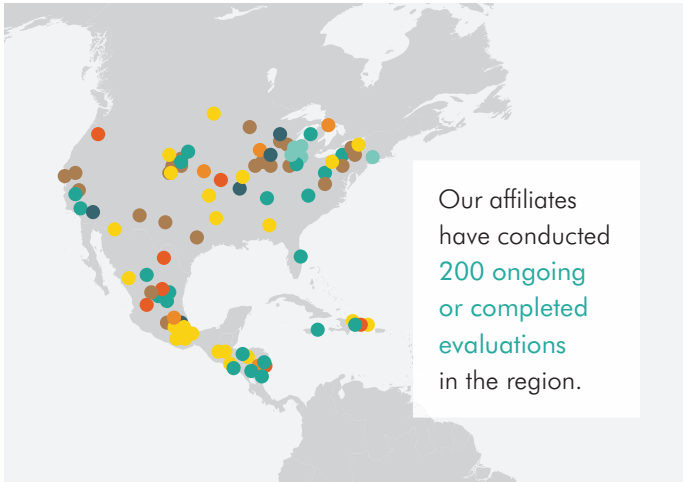 Our affiliates
have conducted
200 ongoing
or completed
evaluations
in the region.